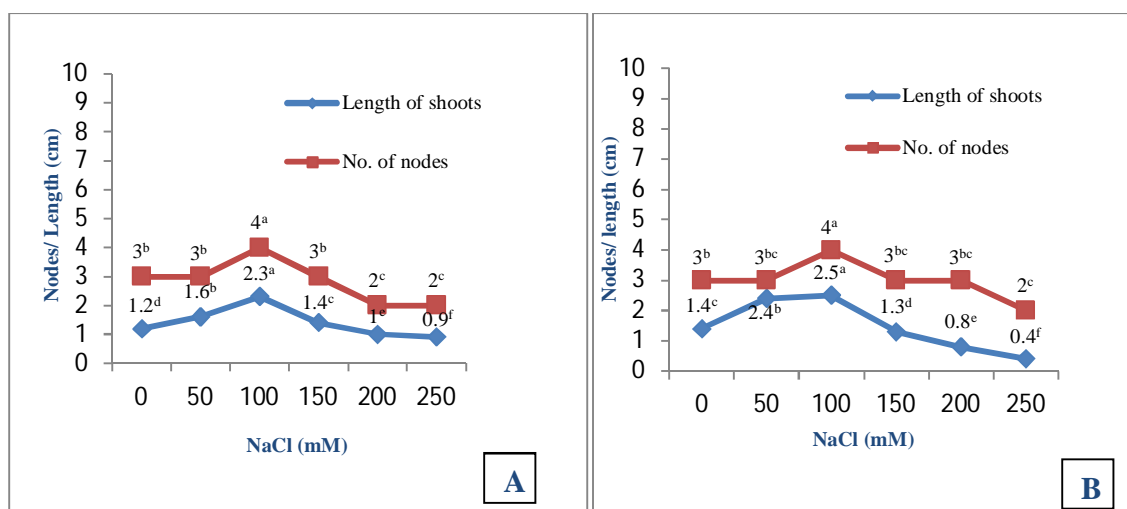 Nodes/ Length (cm)
10
9
8
7
6
5
4
3
2
1
0
Length of shoots
No. of nodes
3ᵇ
3ᵇ
4ᵃ
3ᵇ
2ᶜ
2ᶜ
1.2ᵈ
1.6ᵇ
2.3ᵃ
1.4ᶜ
1ᵉ
0.9ᶠ
0 50 100 150 200 250
NaCl (mM)
A
Nodes/ length (cm)
10
9
8
7
6
5
4
3
2
1
0
Length of shoots
No. of nodes
3ᵇ
3ᵇᶜ
4ᵃ
3ᵇᶜ
3ᵇᶜ
2ᶜ
1.4ᶜ
2.4ᵇ
2.5ᵃ
1.3ᵈ
0.8ᵉ
0.4ᶠ
0 50 100 150 200 250
NaCl (mM)
B